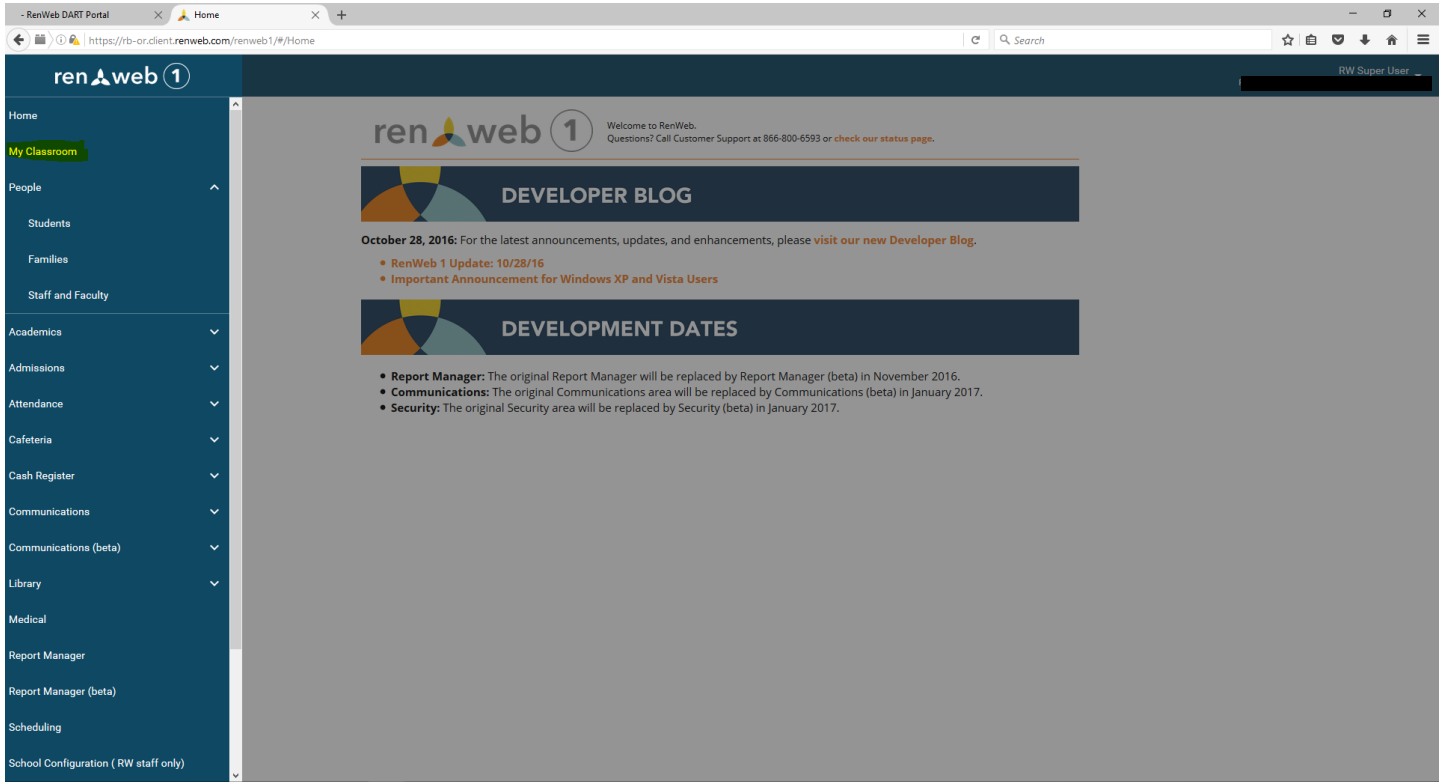 - RenWeb DART Portal
Home
https://rb-or.client.renweb.com/renweb1/#/Home
Search
ren web 1
RW Super User
Home
My Classroom
People
Students
Families
Staff and Faculty
Academics
Admissions
Attendance
Cafeteria
Cash Register
Communications
Communications (beta)
Library
Medical
Report Manager
Report Manager (beta)
Scheduling
School Configuration ( RW staff only)
ren web 1
Welcome to RenWeb.
Questions? Call Customer Support at 866-800-6593 or check our status page.
DEVELOPER BLOG
October 28, 2016: For the latest announcements, updates, and enhancements, please visit our new Developer Blog.
• RenWeb 1 Update: 10/28/16
• Important Announcement for Windows XP and Vista Users
DEVELOPMENT DATES
• Report Manager: The original Report Manager will be replaced by Report Manager (beta) in November 2016.
• Communications: The original Communications area will be replaced by Communications (beta) in January 2017.
• Security: The original Security area will be replaced by Security (beta) in January 2017.